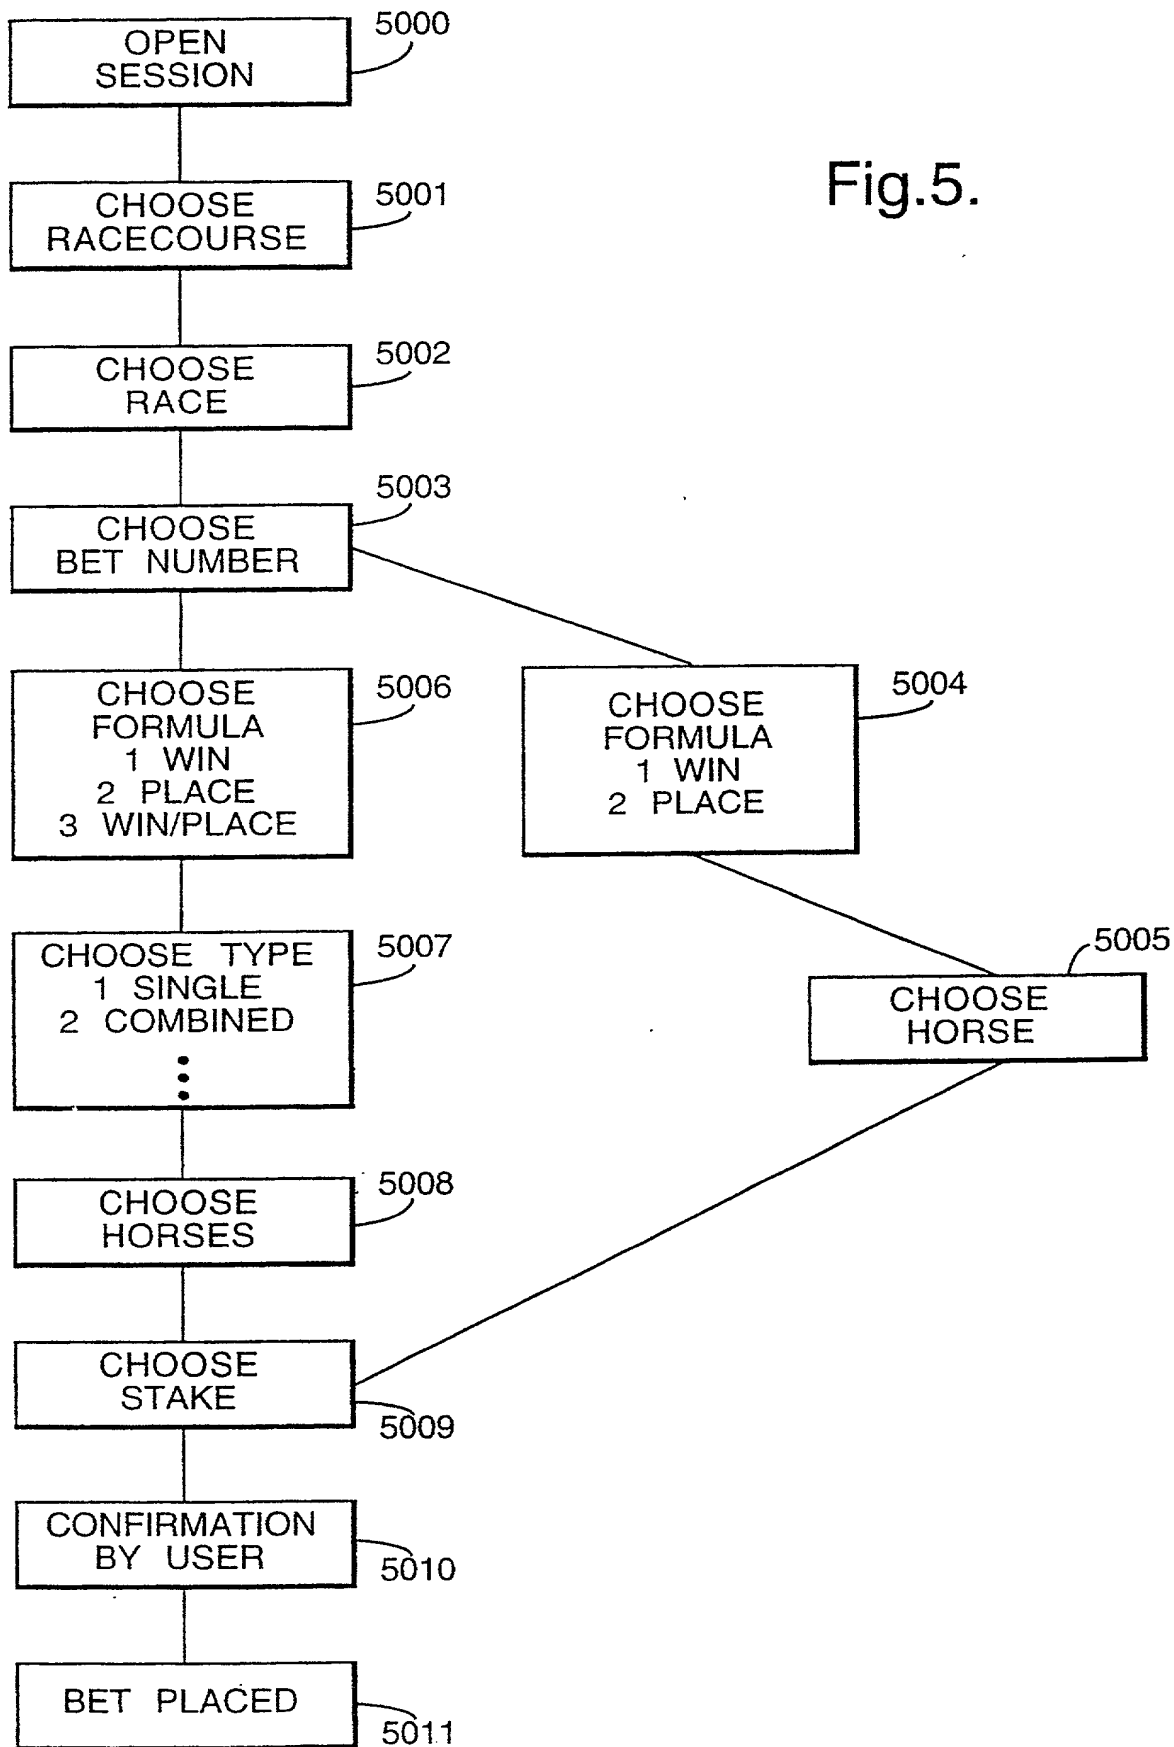 OPEN
SESSION
5000
Fig.5.
CHOOSE
RACECOURSE
5001
CHOOSE
RACE
5002
CHOOSE
BET NUMBER
5003
CHOOSE
FORMULA
1 WIN
2 PLACE
3 WIN/PLACE
5006
CHOOSE
FORMULA
1 WIN
2 PLACE
5004
CHOOSE TYPE
1 SINGLE
2 COMBINED
5007
CHOOSE
HORSE
5005
CHOOSE
HORSES
5008
CHOOSE
STAKE
5009
CONFIRMATION
BY USER
5010
BET PLACED
5011